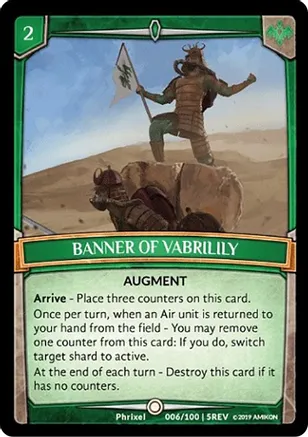 2
BANNER OF VABRILILY
AUGMENT
Arrive - Place three counters on this card.
Once per turn, when an Air unit is returned to
your hand from the field - You may remove
one counter from this card: If you do, switch
target shard to active.
At the end of each turn - Destroy this card if it
has no counters.
Phrixel 006/100 | 5REV ©2019 AMIKON